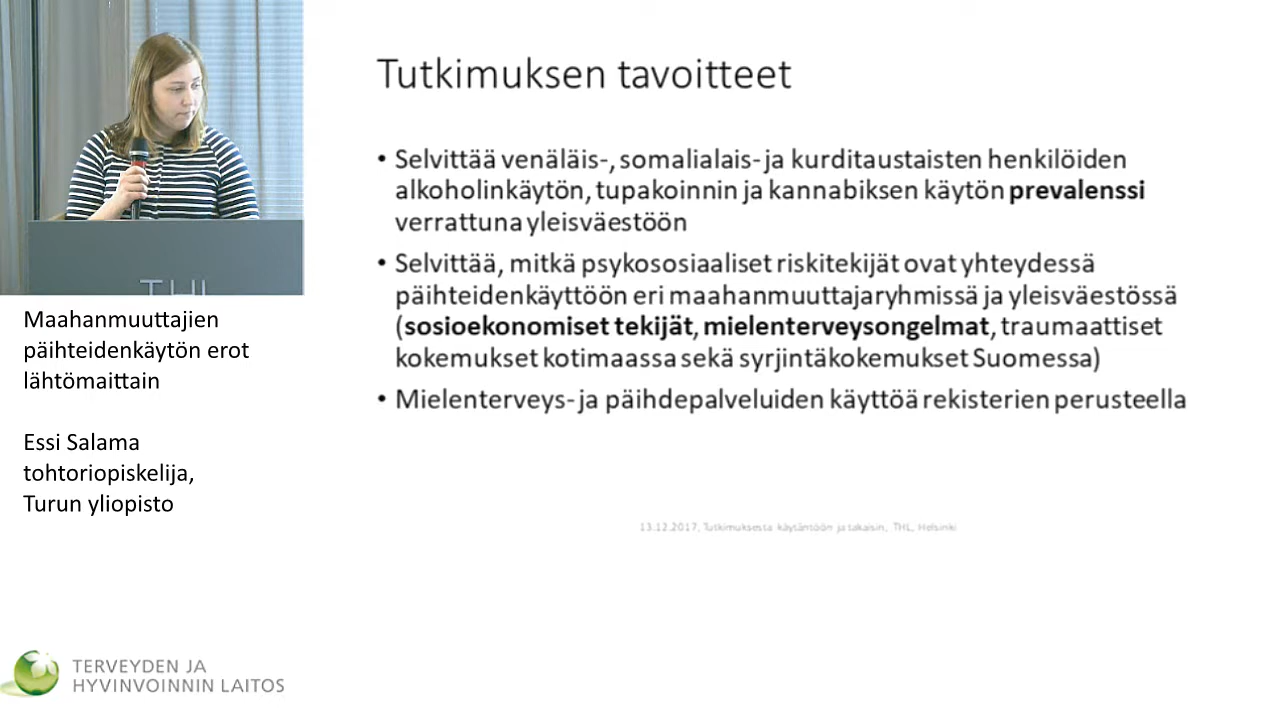 Tutkimuksen tavoitteet
• Selvittää venäläis-, somalialais- ja kurditaustaisten henkilöiden
alkoholinkäytön, tupakoinnin ja kannabiksen käytön prevalenssi
verrattuna yleisväestöön
• Selvittää, mitkä psykososiaaliset riskitekijät ovat yhteydessä
päihteidenkäyttöön eri maahanmuuttajaryhmissä ja yleisväestössä
(sosioekonomiset tekijät, mielenterveysongelmat, traumaattiset
kokemukset kotimaassa sekä syrjintäkokemukset Suomessa)
• Mielenterveys- ja päihdepalveluiden käyttöä rekisterien perusteella
13.12.2017, Tutkimuksesta käytäntöön ja takaisin, THL, Helsinki
THL
Maahanmuuttajien
päihteidenkäytön erot
lähtömaittain
Essi Salama
tohtoriopiskelija,
Turun yliopisto
TERVEYDEN JA
HYVINVOINNIN LAITOS